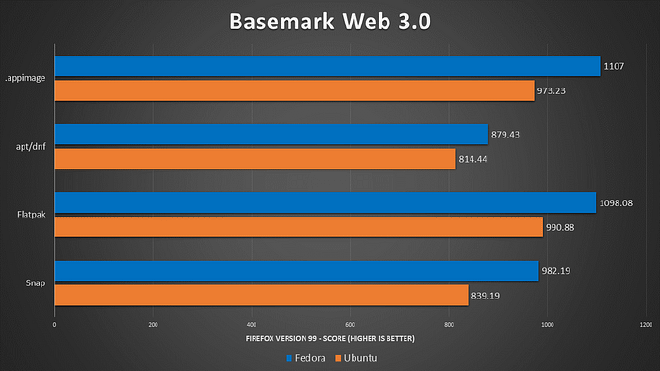 Basemark Web 3.0
.appimage
1107
973.23
apt/dnf
879.43
814.44
Flatpak
1098.08
990.88
Snap
982.19
839.19
0 200 400 600 800 1000 1200
FIREFOX VERSION 99 - SCORE (HIGHER IS BETTER)
Fedora Ubuntu